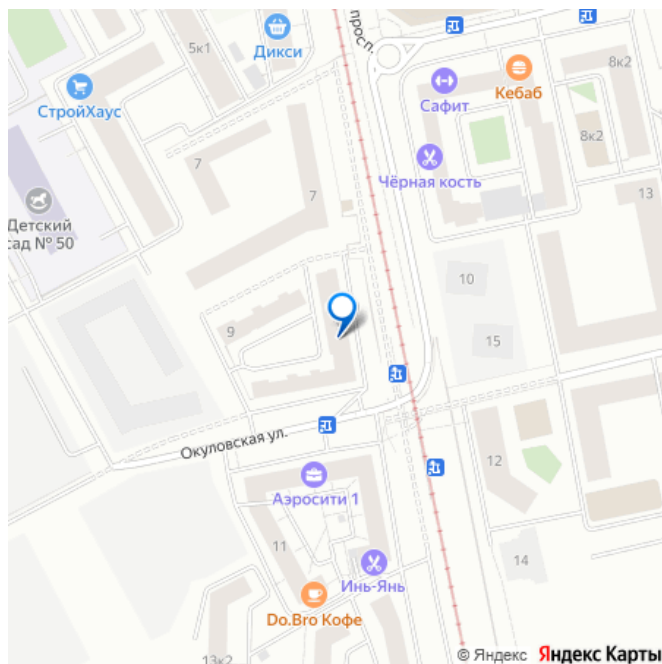 5к1
Дикси
просп.
8к2
СтройХаус
Сафит
Кебаб
8к2
7
Чёрная кость
7
13
Детский
сад № 50
10
9
15
Окуловская ул.
12
Аэросити 1
11
14
Инь-Янь
Do.Bro Кофе
13к2
© Яндекс Яндекс Карты